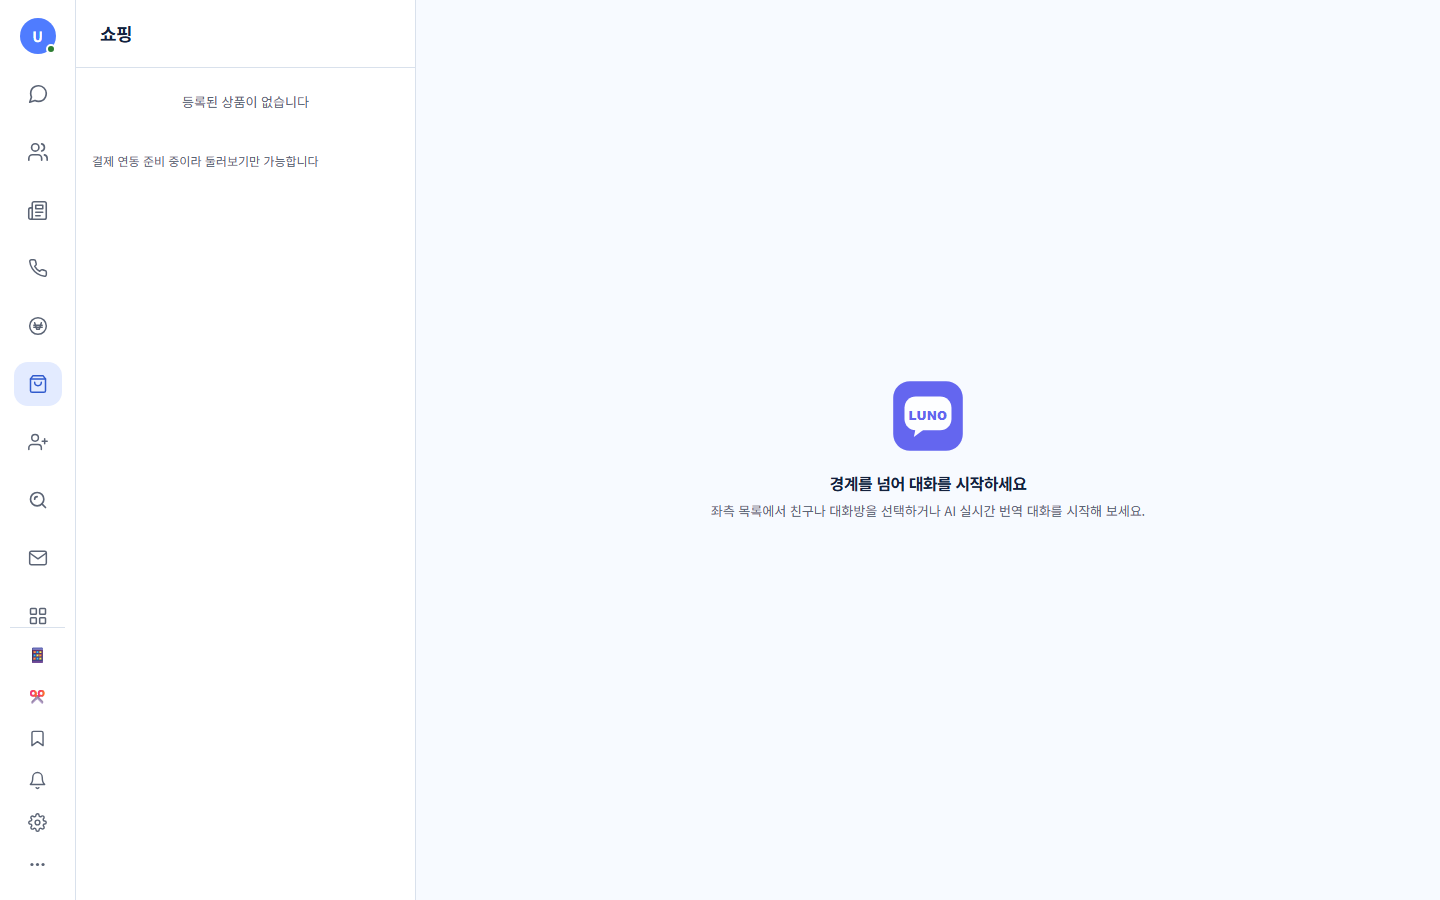 U
쇼핑
등록된 상품이 없습니다
결제 연동 준비 중이라 둘러보기만 가능합니다
LUNO
경계를 넘어 대화를 시작하세요
좌측 목록에서 친구나 대화방을 선택하거나 AI 실시간 번역 대화를 시작해 보세요.